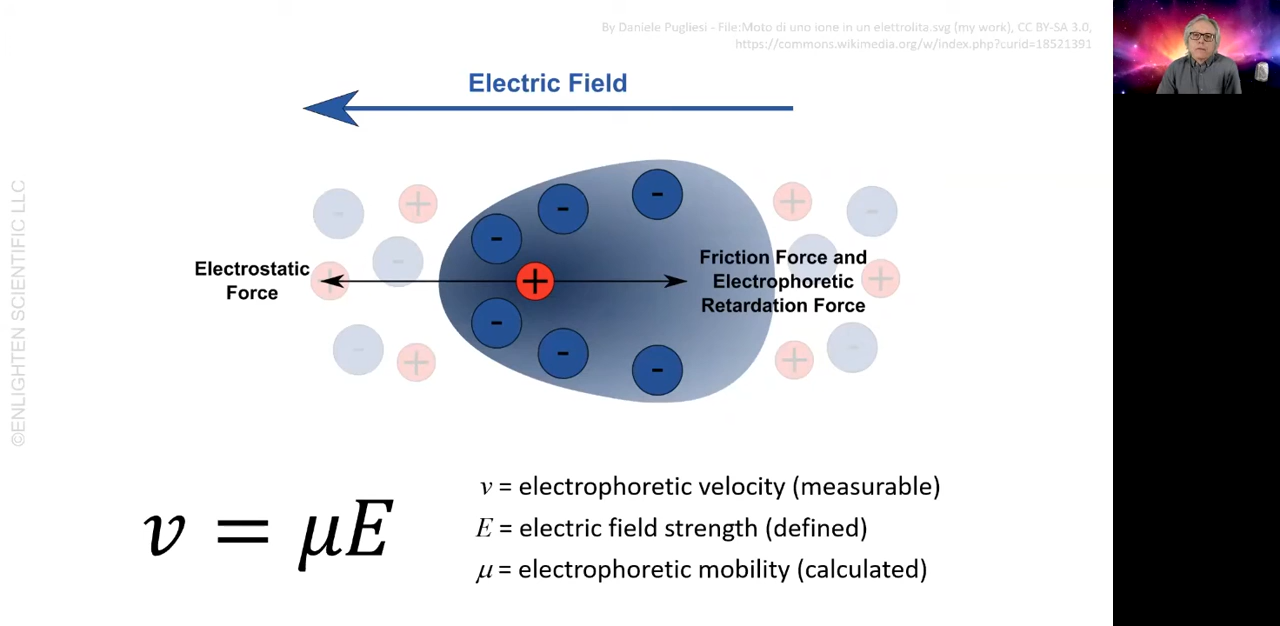 By Daniele Pugliesi - File:Moto di uno ione in un elettrolita.svg (my work), CC BY-SA 3.0,
https://commons.wikimedia.org/w/index.php?curid=18521391
Electric Field
©ENLIGHTEN SCIENTIFIC LLC
- + + -
- - - 
- -
Electrostatic
Force
+ + +
Friction Force and
Electrophoretic
Retardation Force
- - -
- + - - + -
v = μE
v = electrophoretic velocity (measurable)
E = electric field strength (defined)
μ = electrophoretic mobility (calculated)